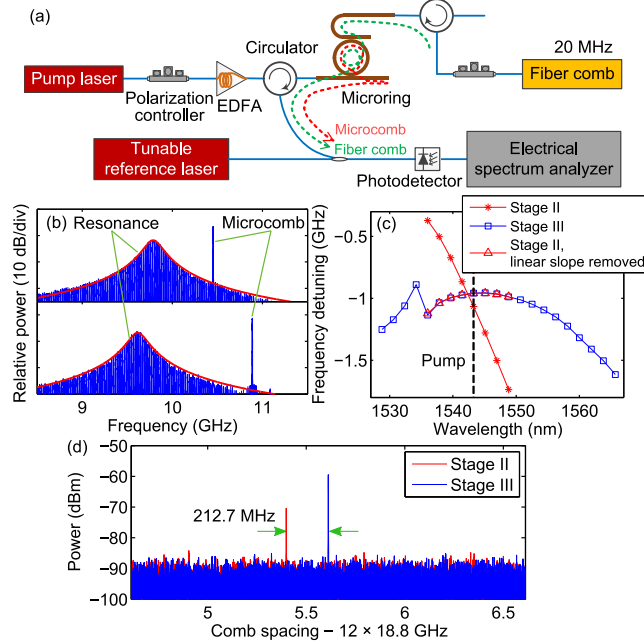 (a)
Pump laser
Polarization
controller
EDFA
Circulator
Microring
20 MHz
Fiber comb
Microcomb
Fiber comb
Tunable
reference laser
Photodetector
Electrical
spectrum analyzer
(b)
Resonance
Microcomb
Relative power (10 dB/div)
9 10 11
Frequency (GHz)
(c)
Stage II
Stage III
Stage II,
linear slope removed
Frequency detuning (GHz)
−0.5
−1
−1.5
Pump
1530 1540 1550 1560
Wavelength (nm)
(d)
Stage II
Stage III
212.7 MHz
Power (dBm)
−50
−60
−70
−80
−90
−100
5 5.5 6 6.5
Comb spacing − 12 × 18.8 GHz